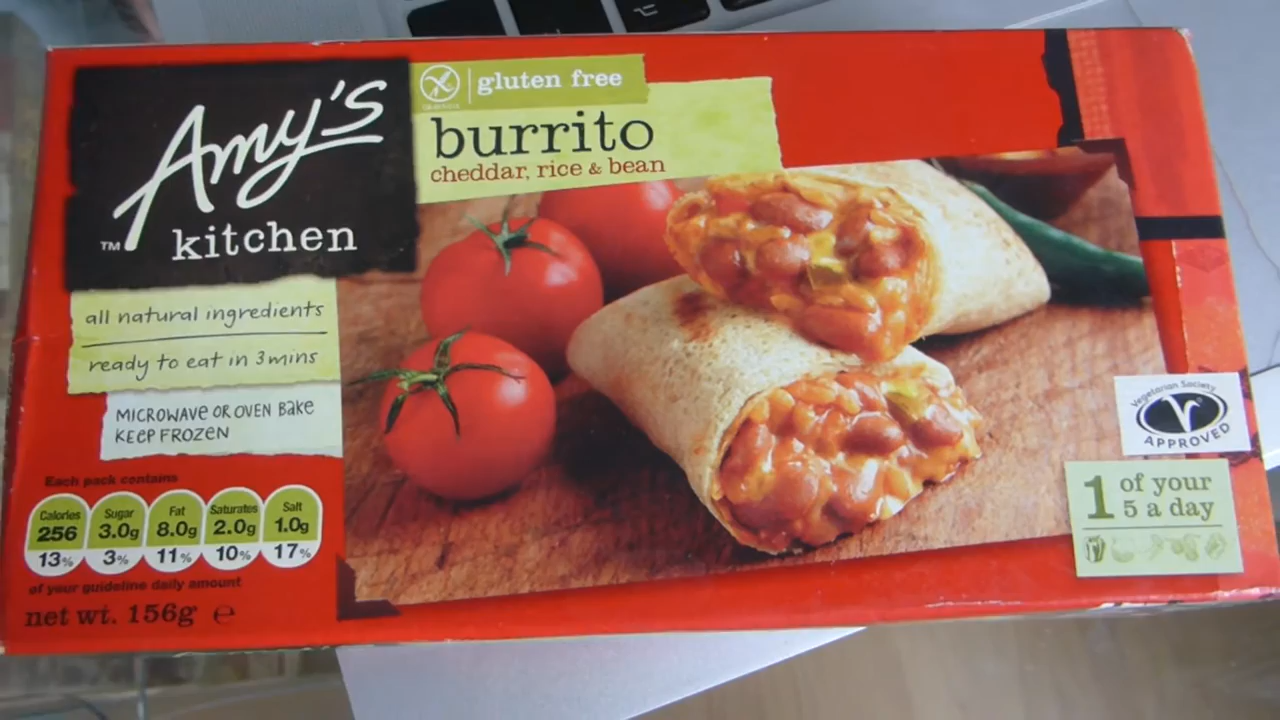 Amy's
TM kitchen
gluten free
burrito
cheddar, rice & bean
all natural ingredients
ready to eat in 3 mins
MICROWAVE OR OVEN BAKE
KEEP FROZEN
Each pack contains
Calories 256 13%
Sugar 3.0g 3%
Fat 8.0g 11%
Saturates 2.0g 10%
Salt 1.0g 17%
of your guideline daily amount
net wt. 156g e
Vegetarian Society
V
APPROVED
1 of your
5 a day